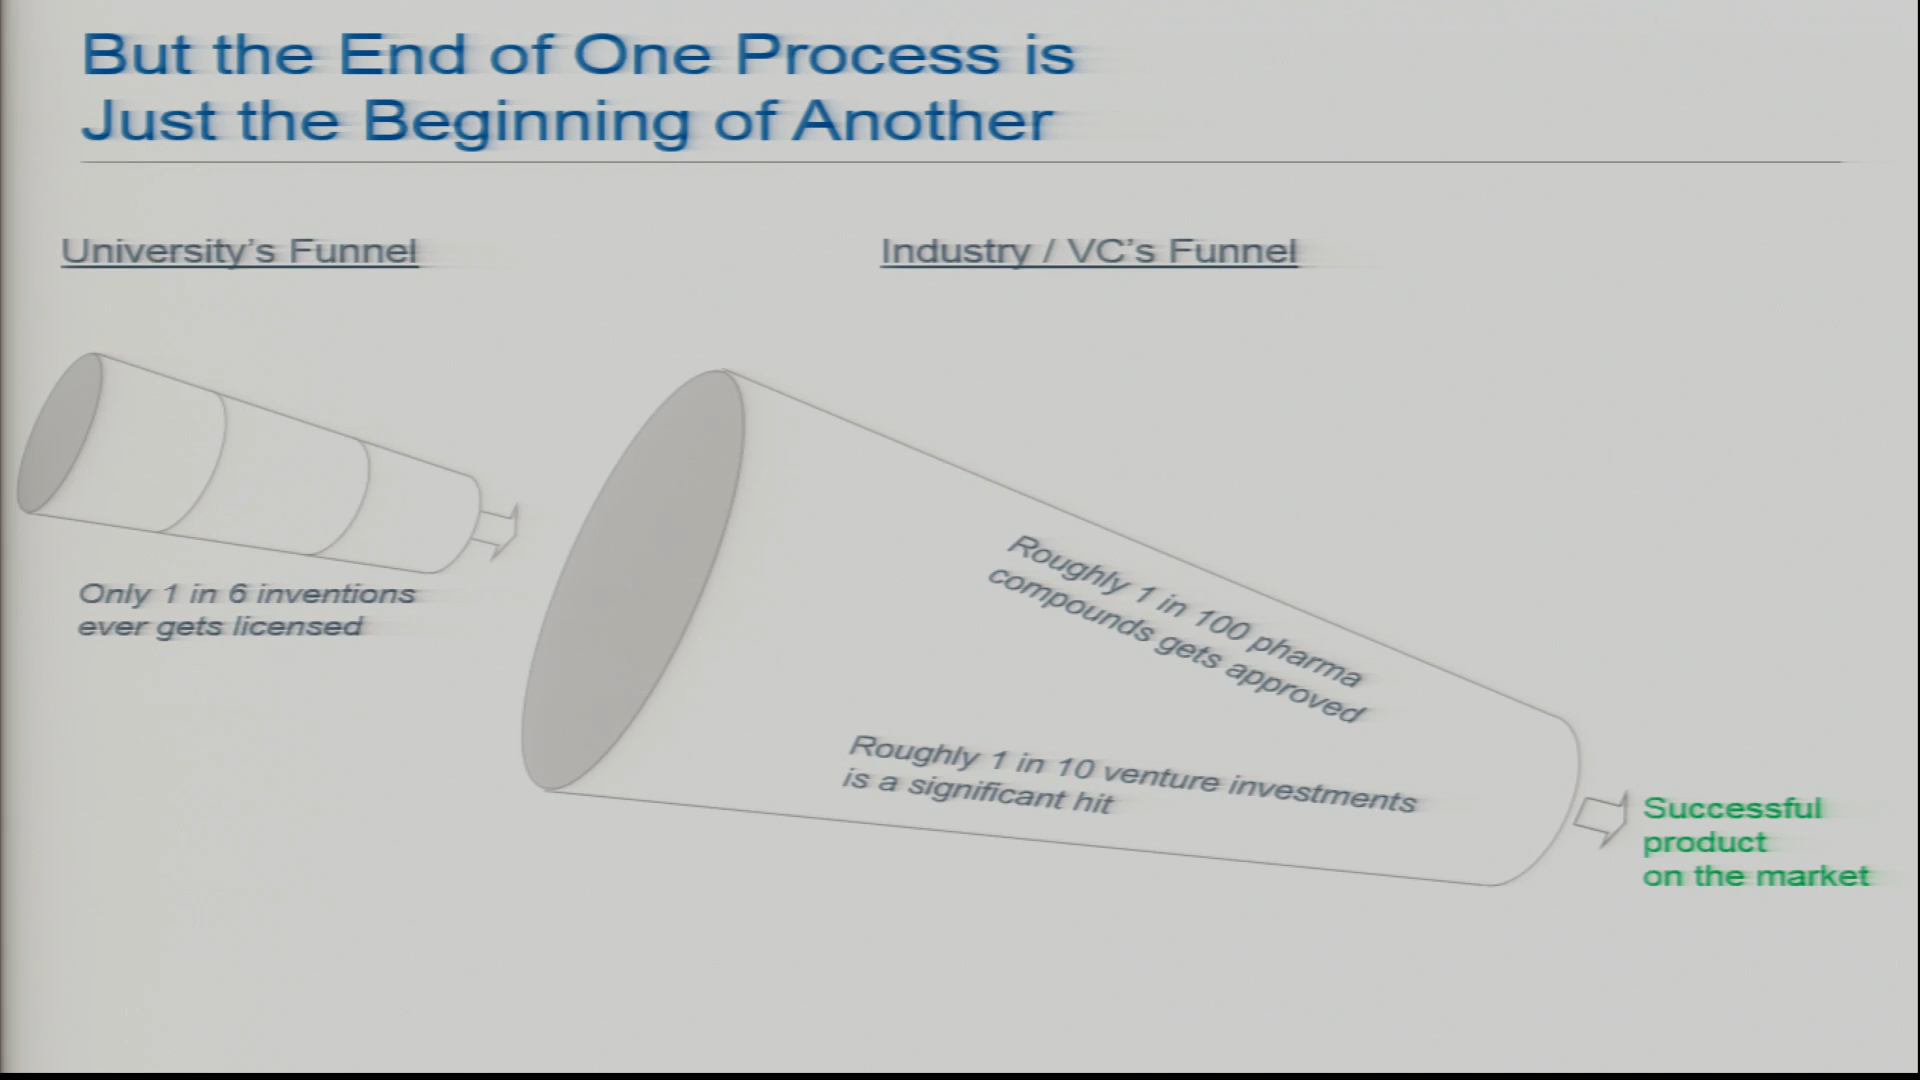 But the End of One Process is
Just the Beginning of Another
University's Funnel
Industry / VC's Funnel
Only 1 in 6 inventions
ever gets licensed
Roughly 1 in 100 pharma
compounds gets approved
Roughly 1 in 10 venture investments
is a significant hit
Successful
product
on the market